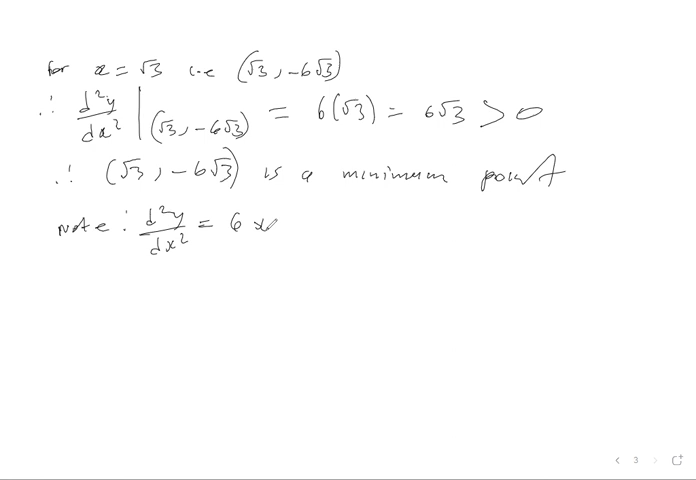 for x = √3 i.e (√3, -6√3)
∴ d²y/dx² |(√3, -6√3) = 6(√3) = 6√3 > 0
∴ (√3, -6√3) is a minimum point
note : d²y/dx² = 6x
3